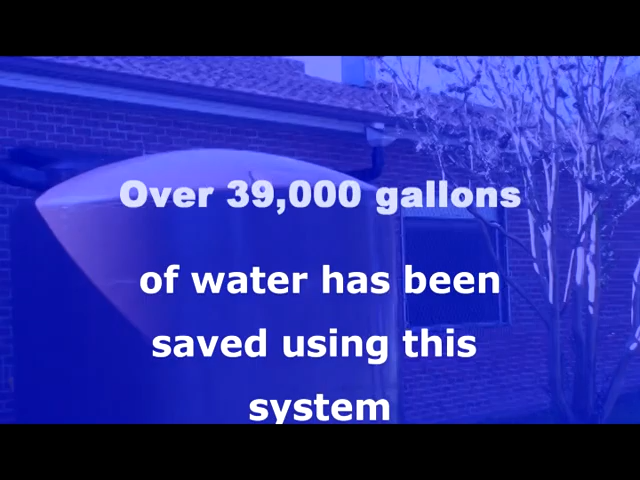 Over 39,000 gallons
of water has been
saved using this
system